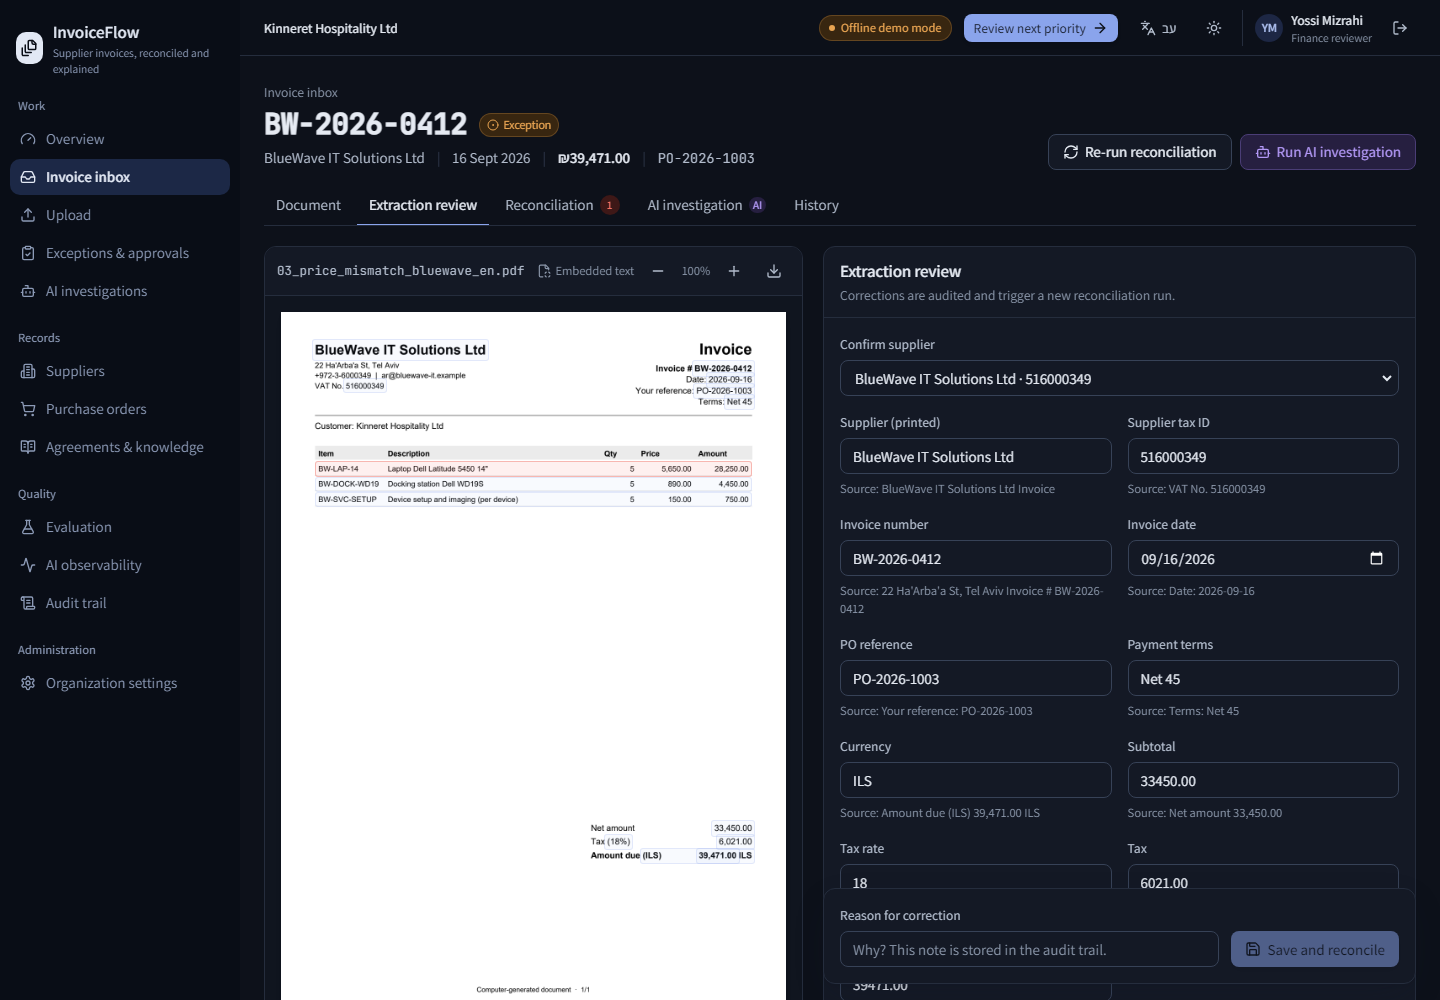 InvoiceFlow
Supplier invoices, reconciled and
explained
Work
Overview
Invoice inbox
Upload
Exceptions & approvals
AI investigations
Records
Suppliers
Purchase orders
Agreements & knowledge
Quality
Evaluation
AI observability
Audit trail
Administration
Organization settings
Kinneret Hospitality Ltd
Offline demo mode
Review next priority
עב
YM
Yossi Mizrahi
Finance reviewer
Invoice inbox
BW-2026-0412
Exception
BlueWave IT Solutions Ltd
16 Sept 2026
₪39,471.00
PO-2026-1003
Re-run reconciliation
Run AI investigation
Document
Extraction review
Reconciliation 1
AI investigation AI
History
03_price_mismatch_bluewave_en.pdf
Embedded text
100%
BlueWave IT Solutions Ltd
22 Ha'Arba'a St, Tel Aviv
+972-3-6000349 | ar@bluewave-it.example
VAT No. 516000349
Invoice
Invoice # BW-2026-0412
Date: 2026-09-16
Your reference: PO-2026-1003
Terms: Net 45
Customer: Kinneret Hospitality Ltd
Item Description Qty Price Amount
BW-LAP-14 Laptop Dell Latitude 5450 14" 5 5,650.00 28,250.00
BW-DOCK-WD19 Docking station Dell WD19S 5 890.00 4,450.00
BW-SVC-SETUP Device setup and imaging (per device) 5 150.00 750.00
Net amount 33,450.00
Tax (18%) 6,021.00
Amount due (ILS) 39,471.00 ILS
Computer-generated document · 1/1
Extraction review
Corrections are audited and trigger a new reconciliation run.
Confirm supplier
BlueWave IT Solutions Ltd · 516000349
Supplier (printed)
BlueWave IT Solutions Ltd
Source: BlueWave IT Solutions Ltd Invoice
Supplier tax ID
516000349
Source: VAT No. 516000349
Invoice number
BW-2026-0412
Source: 22 Ha'Arba'a St, Tel Aviv Invoice # BW-2026-
0412
Invoice date
09/16/2026
Source: Date: 2026-09-16
PO reference
PO-2026-1003
Source: Your reference: PO-2026-1003
Payment terms
Net 45
Source: Terms: Net 45
Currency
ILS
Source: Amount due (ILS) 39,471.00 ILS
Subtotal
33450.00
Source: Net amount 33,450.00
Tax rate
18
Tax
6021.00
Reason for correction
Why? This note is stored in the audit trail.
Save and reconcile
39471.00